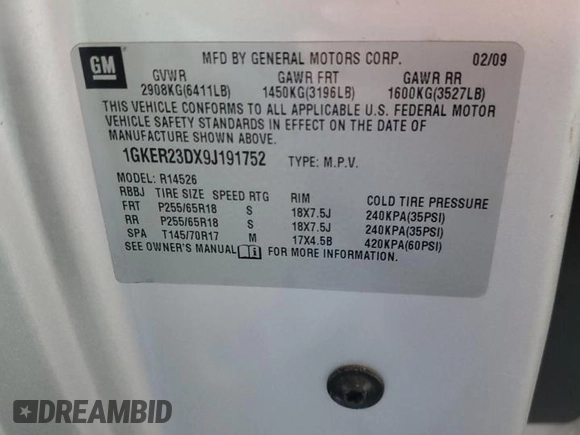 GM
MFD BY GENERAL MOTORS CORP. 02/09
GVWR GAWR FRT GAWR RR
2908KG(6411LB) 1450KG(3196LB) 1600KG(3527LB)
THIS VEHICLE CONFORMS TO ALL APPLICABLE U.S. FEDERAL MOTOR
VEHICLE SAFETY STANDARDS IN EFFECT ON THE DATE OF
MANUFACTURE SHOWN ABOVE.
1GKER23DX9J191752 TYPE: M.P.V.
MODEL: R14526
RBBJ TIRE SIZE SPEED RTG RIM COLD TIRE PRESSURE
FRT P255/65R18 S 18X7.5J 240KPA(35PSI)
RR P255/65R18 S 18X7.5J 240KPA(35PSI)
SPA T145/70R17 M 17X4.5B 420KPA(60PSI)
SEE OWNER'S MANUAL FOR MORE INFORMATION.
DREAMBID